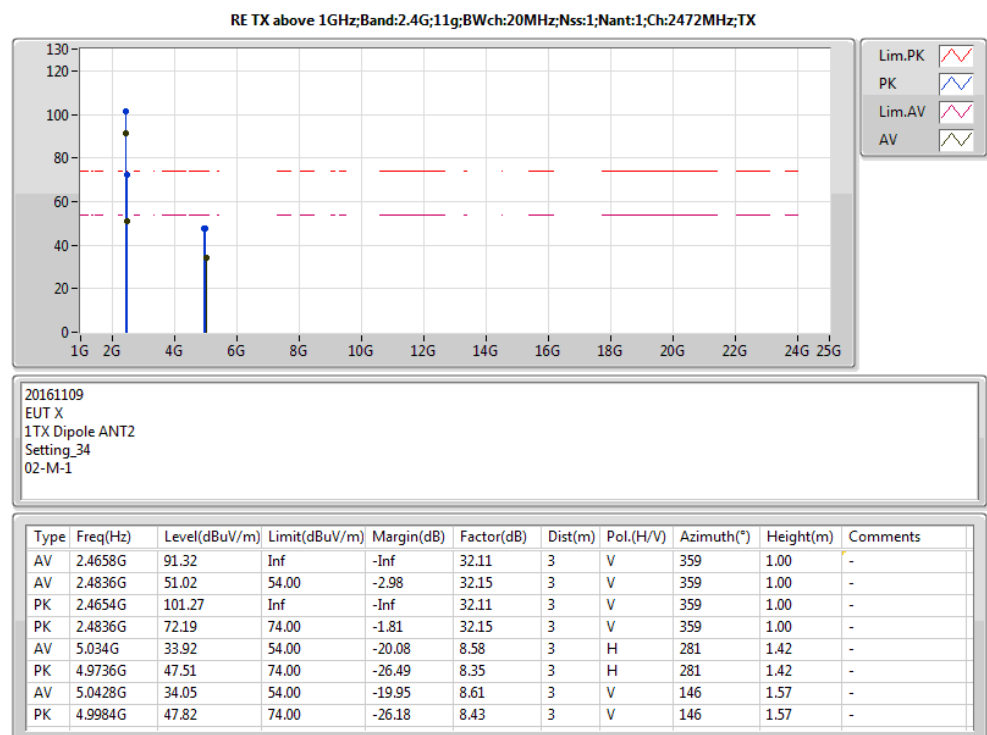 RE TX above 1GHz;Band:2.4G;11g;BWch:20MHz;Nss:1;Nant:1;Ch:2472MHz;TX
130
120
100
80
60
40
20
0
1G 2G 4G 6G 8G 10G 12G 14G 16G 18G 20G 22G 24G 25G
Lim.PK
PK
Lim.AV
AV
20161109
EUT X
1TX Dipole ANT2
Setting_34
02-M-1
Type Freq(Hz) Level(dBuV/m) Limit(dBuV/m) Margin(dB) Factor(dB) Dist(m) Pol.(H/V) Azimuth(°) Height(m) Comments
AV 2.4658G 91.32 Inf -Inf 32.11 3 V 359 1.00 -
AV 2.4836G 51.02 54.00 -2.98 32.15 3 V 359 1.00 -
PK 2.4654G 101.27 Inf -Inf 32.11 3 V 359 1.00 -
PK 2.4836G 72.19 74.00 -1.81 32.15 3 V 359 1.00 -
AV 5.034G 33.92 54.00 -20.08 8.58 3 H 281 1.42 -
PK 4.9736G 47.51 74.00 -26.49 8.35 3 H 281 1.42 -
AV 5.0428G 34.05 54.00 -19.95 8.61 3 V 146 1.57 -
PK 4.9984G 47.82 74.00 -26.18 8.43 3 V 146 1.57 -